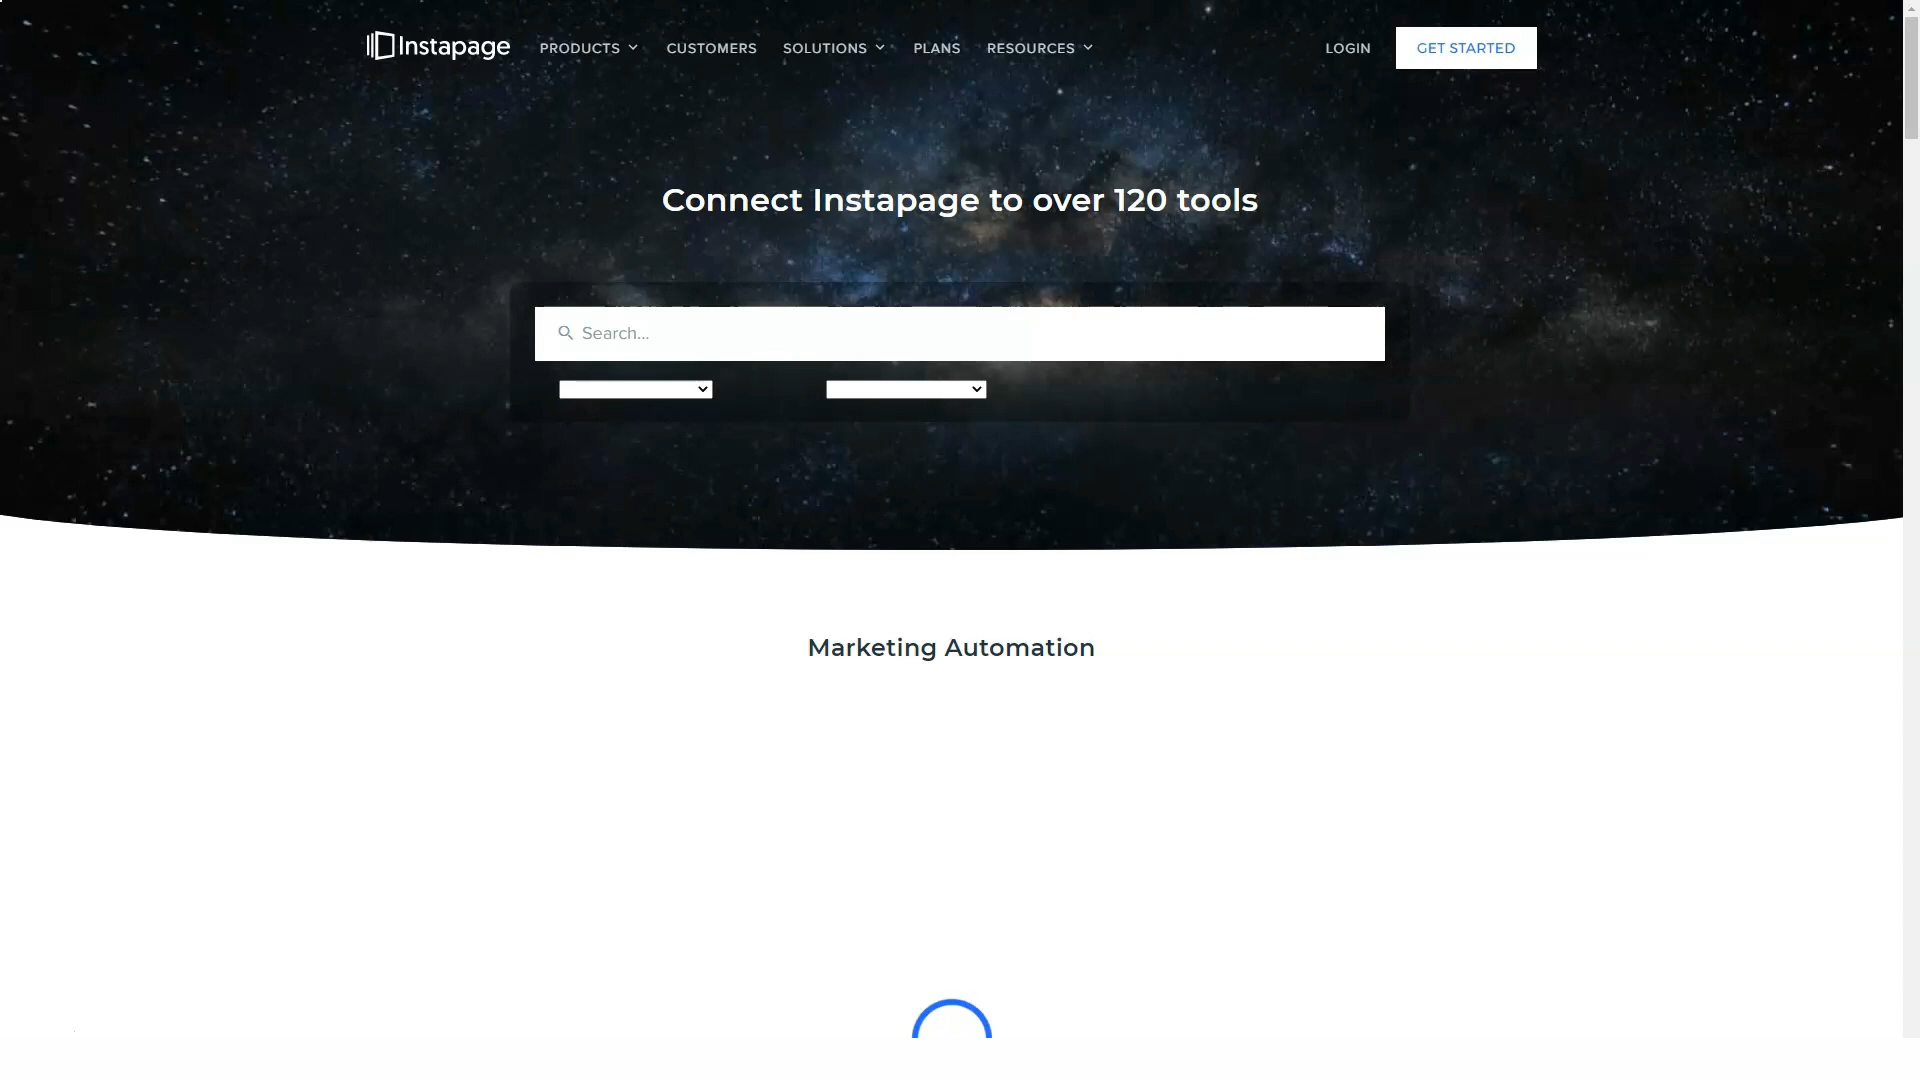 Instapage
PRODUCTS
CUSTOMERS
SOLUTIONS
PLANS
RESOURCES
LOGIN
GET STARTED
Connect Instapage to over 120 tools
Search...
Marketing Automation